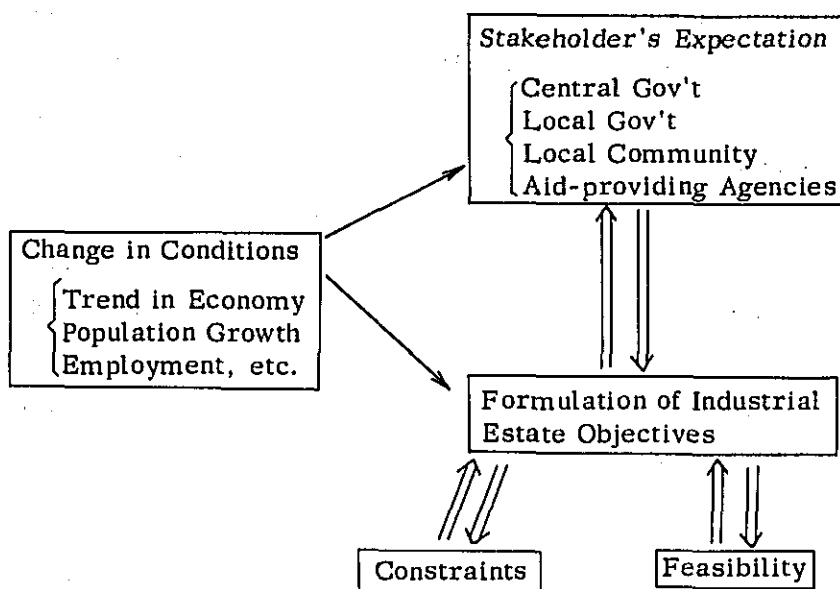 Stakeholder's Expectation
Central Gov't
Local Gov't
Local Community
Aid-providing Agencies
Change in Conditions
Trend in Economy
Population Growth
Employment, etc.
Formulation of Industrial
Estate Objectives
Constraints
Feasibility